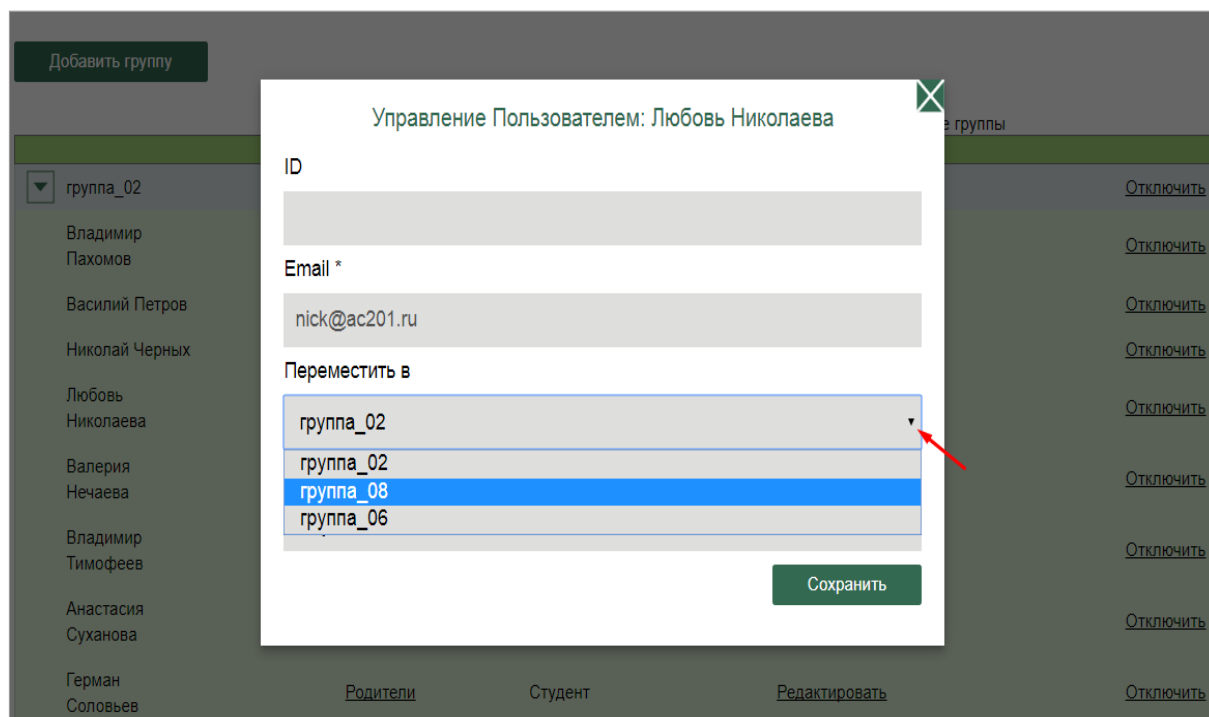 Добавить группу
Управление Пользователем: Любовь Николаева
е группы
ID
группа_02
Отключить
Владимир
Пахомов
Отключить
Email *
Василий Петров
Отключить
nick@ac201.ru
Николай Черных
Отключить
Переместить в
Любовь
Николаева
Отключить
группа_02
группа_02
группа_08
группа_06
Валерия
Нечаева
Отключить
Владимир
Тимофеев
Отключить
Сохранить
Анастасия
Суханова
Отключить
Герман
Соловьев
Родители
Студент
Редактировать
Отключить